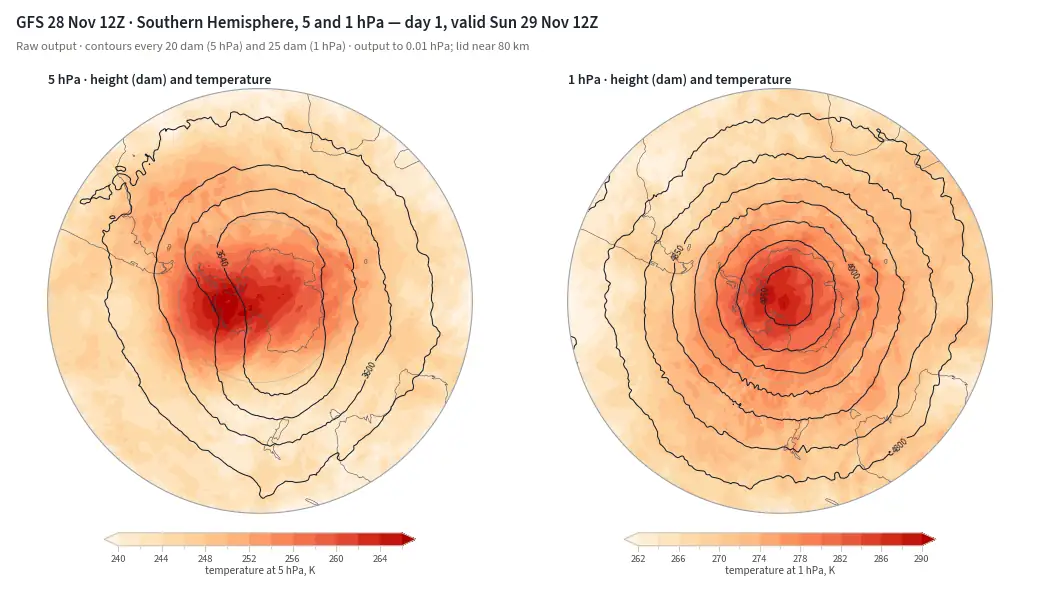 GFS 28 Nov 12Z · Southern Hemisphere, 5 and 1 hPa — day 1, valid Sun 29 Nov 12Z
Raw output · contours every 20 dam (5 hPa) and 25 dam (1 hPa) · output to 0.01 hPa; lid near 80 km
5 hPa · height (dam) and temperature
1 hPa · height (dam) and temperature
3640
3600
4850
4900
4800
240 244 248 252 256 260 264
temperature at 5 hPa, K
262 266 270 274 278 282 286 290
temperature at 1 hPa, K